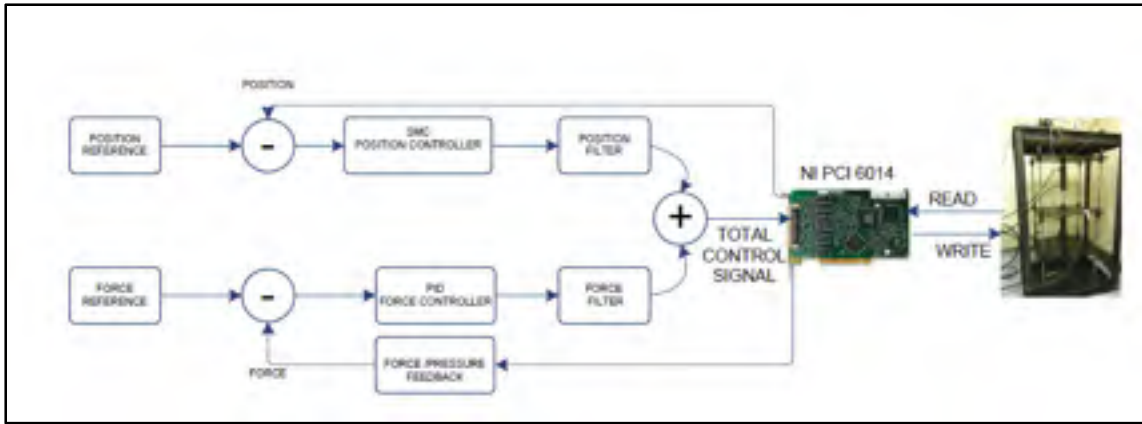 POSITION
POSITION
REFERENCE
-
SMC
POSITION CONTROLLER
POSITION
FILTER
NI PCI 6014
+
READ
TOTAL
CONTROL
SIGNAL
WRITE
FORCE
REFERENCE
-
PID
FORCE CONTROLLER
FORCE
FILTER
FORCE /PRESSURE
FEEDBACK
FORCE